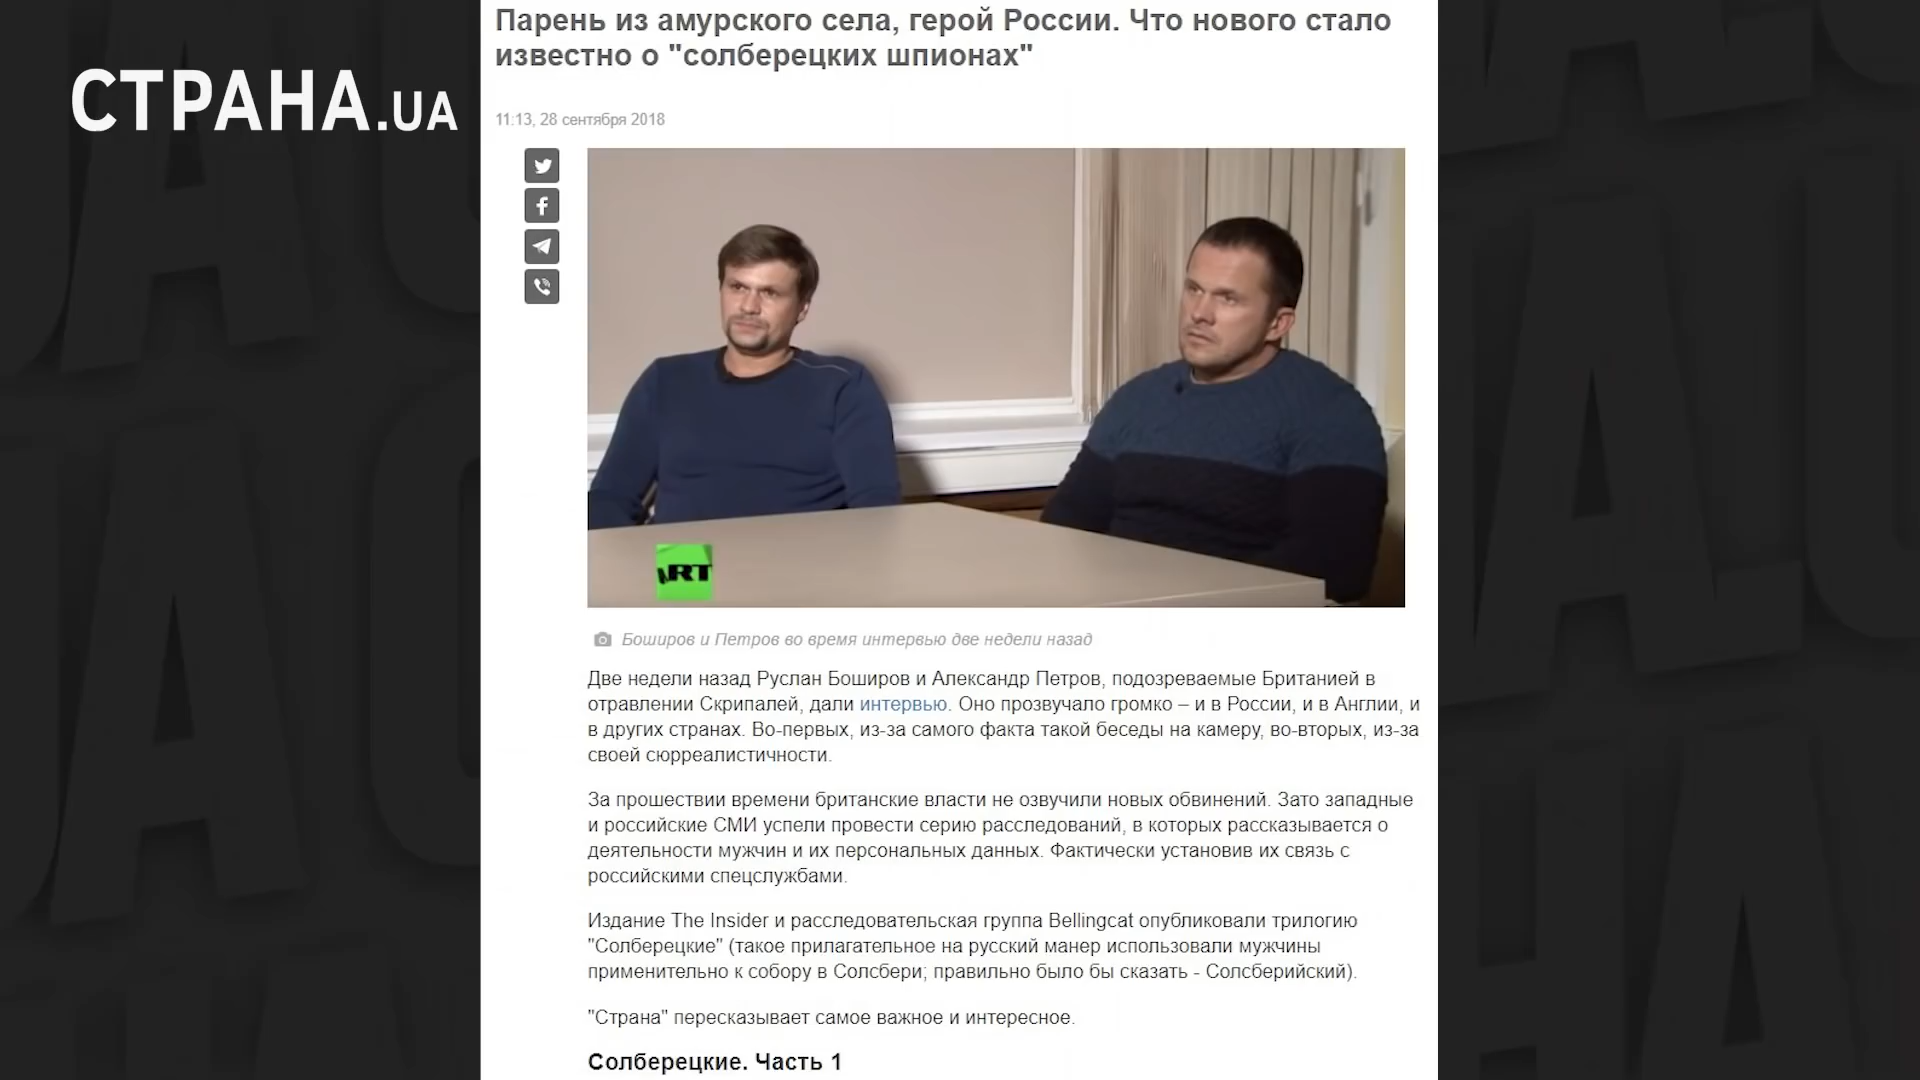 СТРАНА.UA
Парень из амурского села, герой России. Что нового стало
известно о "солберецких шпионах"
11:13, 28 сентября 2018
RT
Боширов и Петров во время интервью две недели назад
Две недели назад Руслан Боширов и Александр Петров, подозреваемые Британией в
отравлении Скрипалей, дали интервью. Оно прозвучало громко – и в России, и в Англии, и
в других странах. Во-первых, из-за самого факта такой беседы на камеру, во-вторых, из-за
своей сюрреалистичности.
За прошествии времени британские власти не озвучили новых обвинений. Зато западные
и российские СМИ успели провести серию расследований, в которых рассказывается о
деятельности мужчин и их персональных данных. Фактически установив их связь с
российскими спецслужбами.
Издание The Insider и расследовательская группа Bellingcat опубликовали трилогию
"Солберецкие" (такое прилагательное на русский манер использовали мужчины
применительно к собору в Солсбери; правильно было бы сказать - Солсберийский).
"Страна" пересказывает самое важное и интересное.
Солберецкие. Часть 1